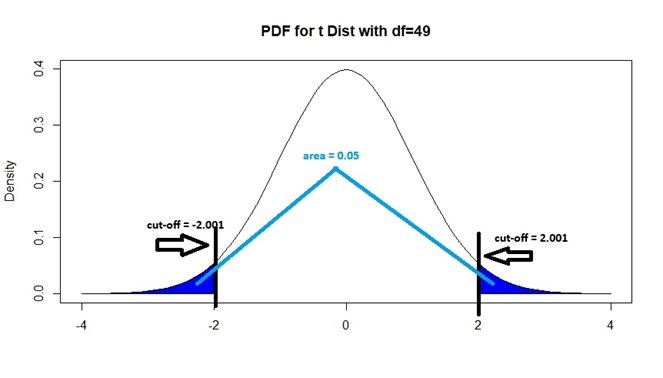 PDF for t Dist with df=49
Density
0.4
0.3
0.2
0.1
0.0
area = 0.05
cut-off = -2.001
cut-off = 2.001
-4
-2
0
2
4